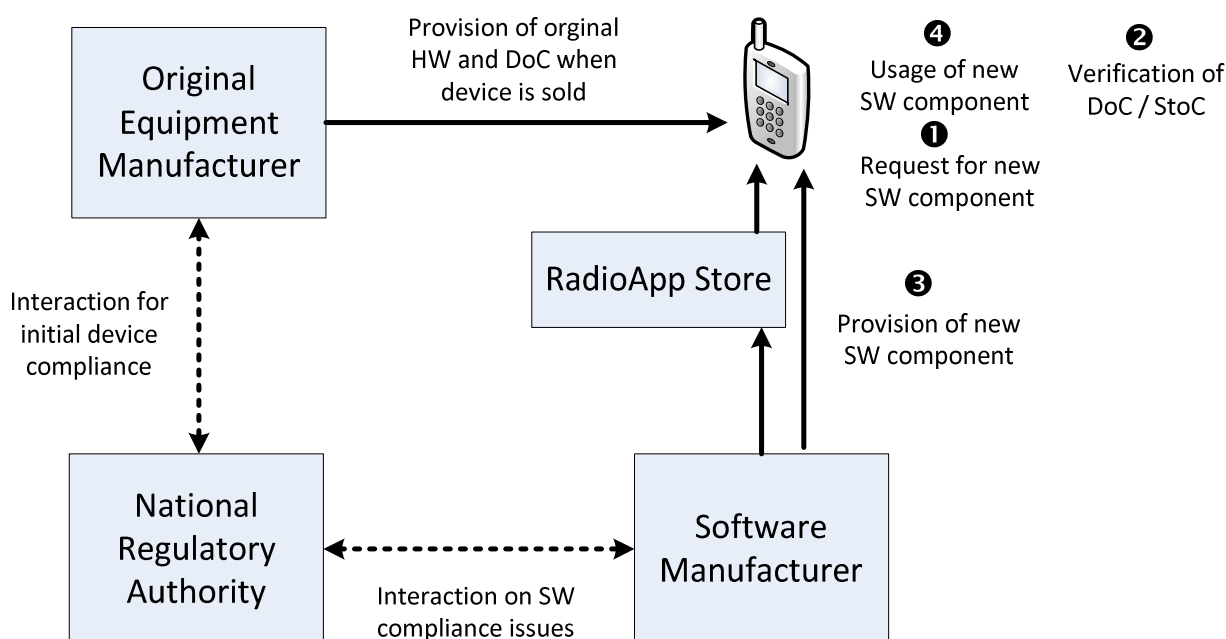 Original
Equipment
Manufacturer
Provision of orginal
HW and DoC when
device is sold
❹
Usage of new
SW component
❷
Verification of
DoC / StoC
❶
Request for new
SW component
RadioApp Store
❸
Provision of new
SW component
Interaction for
initial device
compliance
National
Regulatory
Authority
Interaction on SW
compliance issues
Software
Manufacturer